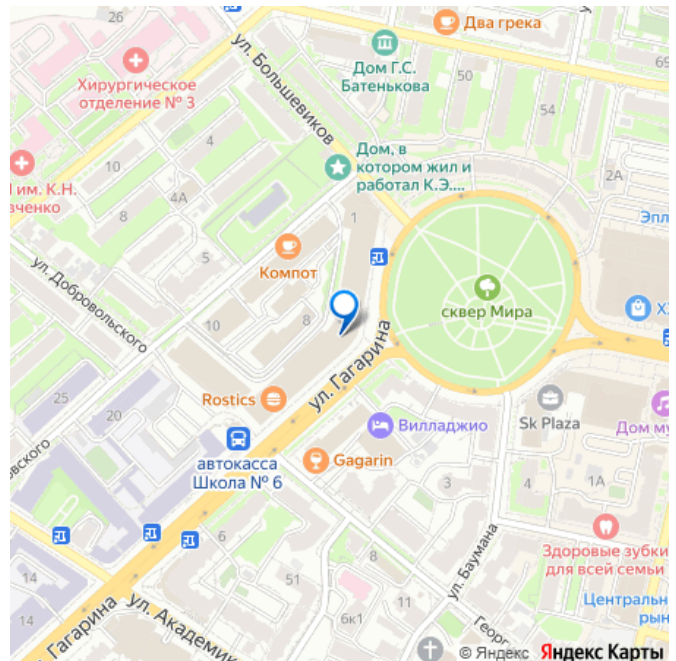 Два грека
26
ул. Большевиков
Дом Г.С.
Батенькова
69
50
54
Хирургическое
отделение № 3
4
10
Дом, в
котором жил и
работал К.Э....
2А
им. К.Н.
вченко
4А
8
1
Эпл
5
Компот
ул. Добровольского
сквер Мира
10
8
ул. Гагарина
Rostics
25
20
Вилладжио
Sk Plaza
Дом му
овского
автокасса
Школа № 6
Gagarin
3
4
1А
6
8
ул. Баумана
Здоровые зубки
для всей семьи
14
51
11
6к1
Центральн
рын
14
ул. Гагарина
ул. Академик
Георг
© Яндекс Яндекс Карты